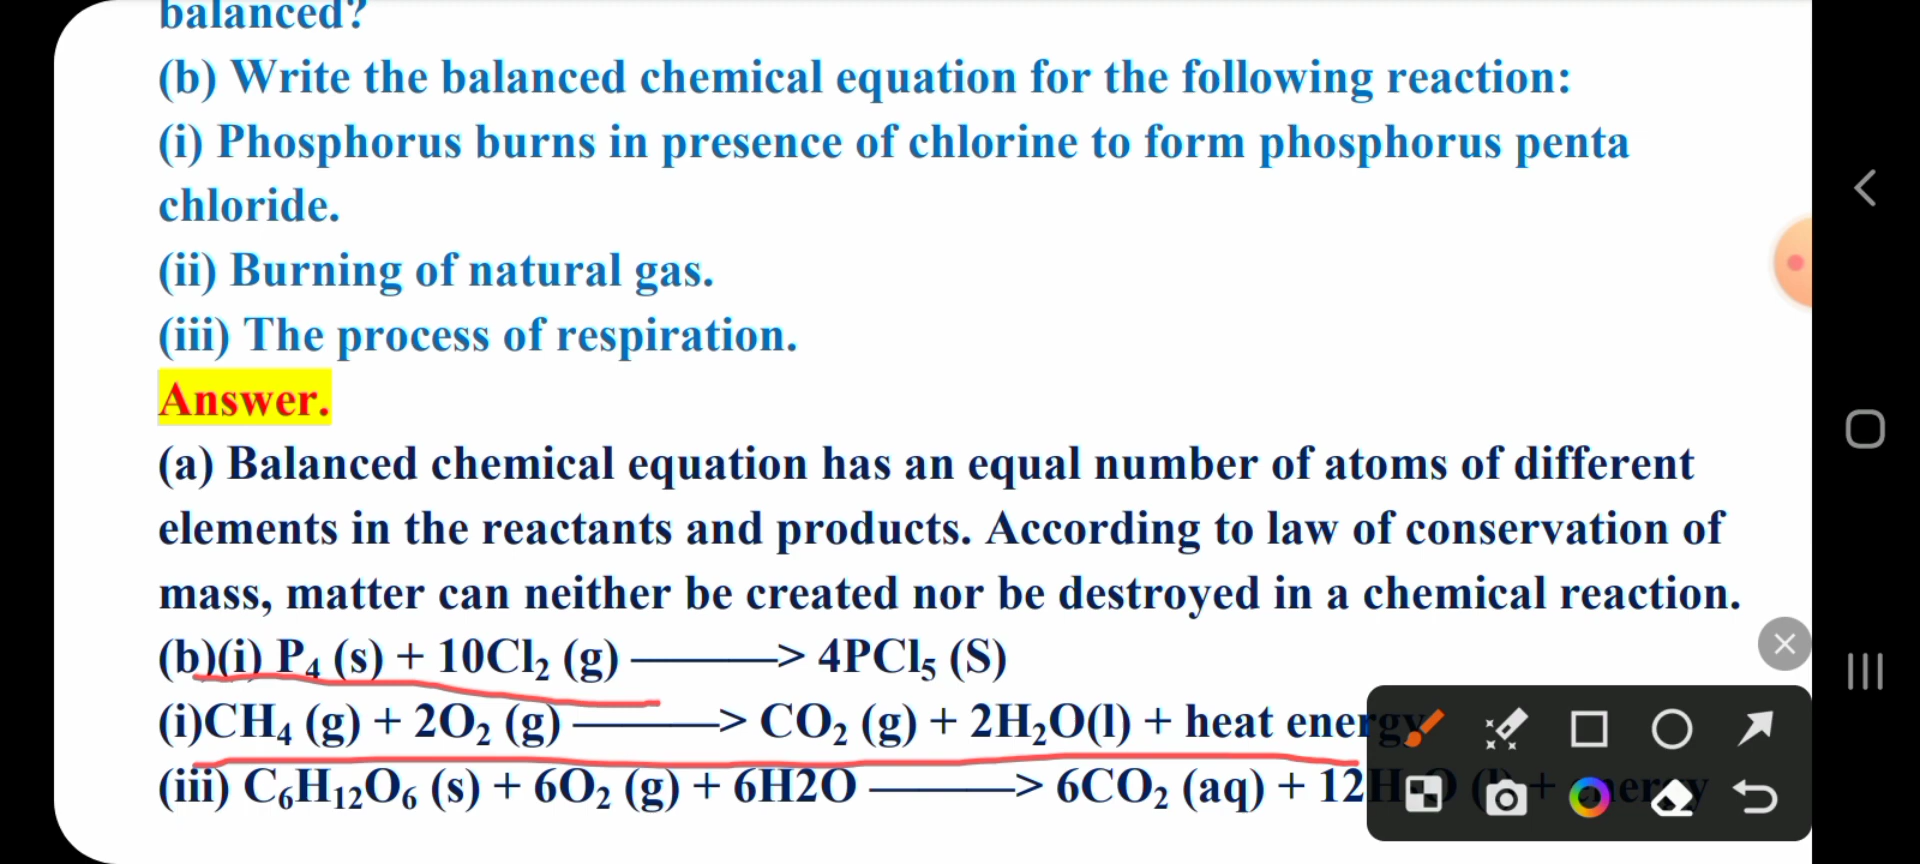 balanced?
(b) Write the balanced chemical equation for the following reaction:
(i) Phosphorus burns in presence of chlorine to form phosphorus penta
chloride.
(ii) Burning of natural gas.
(iii) The process of respiration.
Answer.
(a) Balanced chemical equation has an equal number of atoms of different
elements in the reactants and products. According to law of conservation of
mass, matter can neither be created nor be destroyed in a chemical reaction.
(b)(i) P₄ (s) + 10Cl₂ (g) ———> 4PCl₅ (S)
(i)CH₄ (g) + 2O₂ (g) ———> CO₂ (g) + 2H₂O(l) + heat energy
(iii) C₆H₁₂O₆ (s) + 6O₂ (g) + 6H2O ———> 6CO₂ (aq) + 12